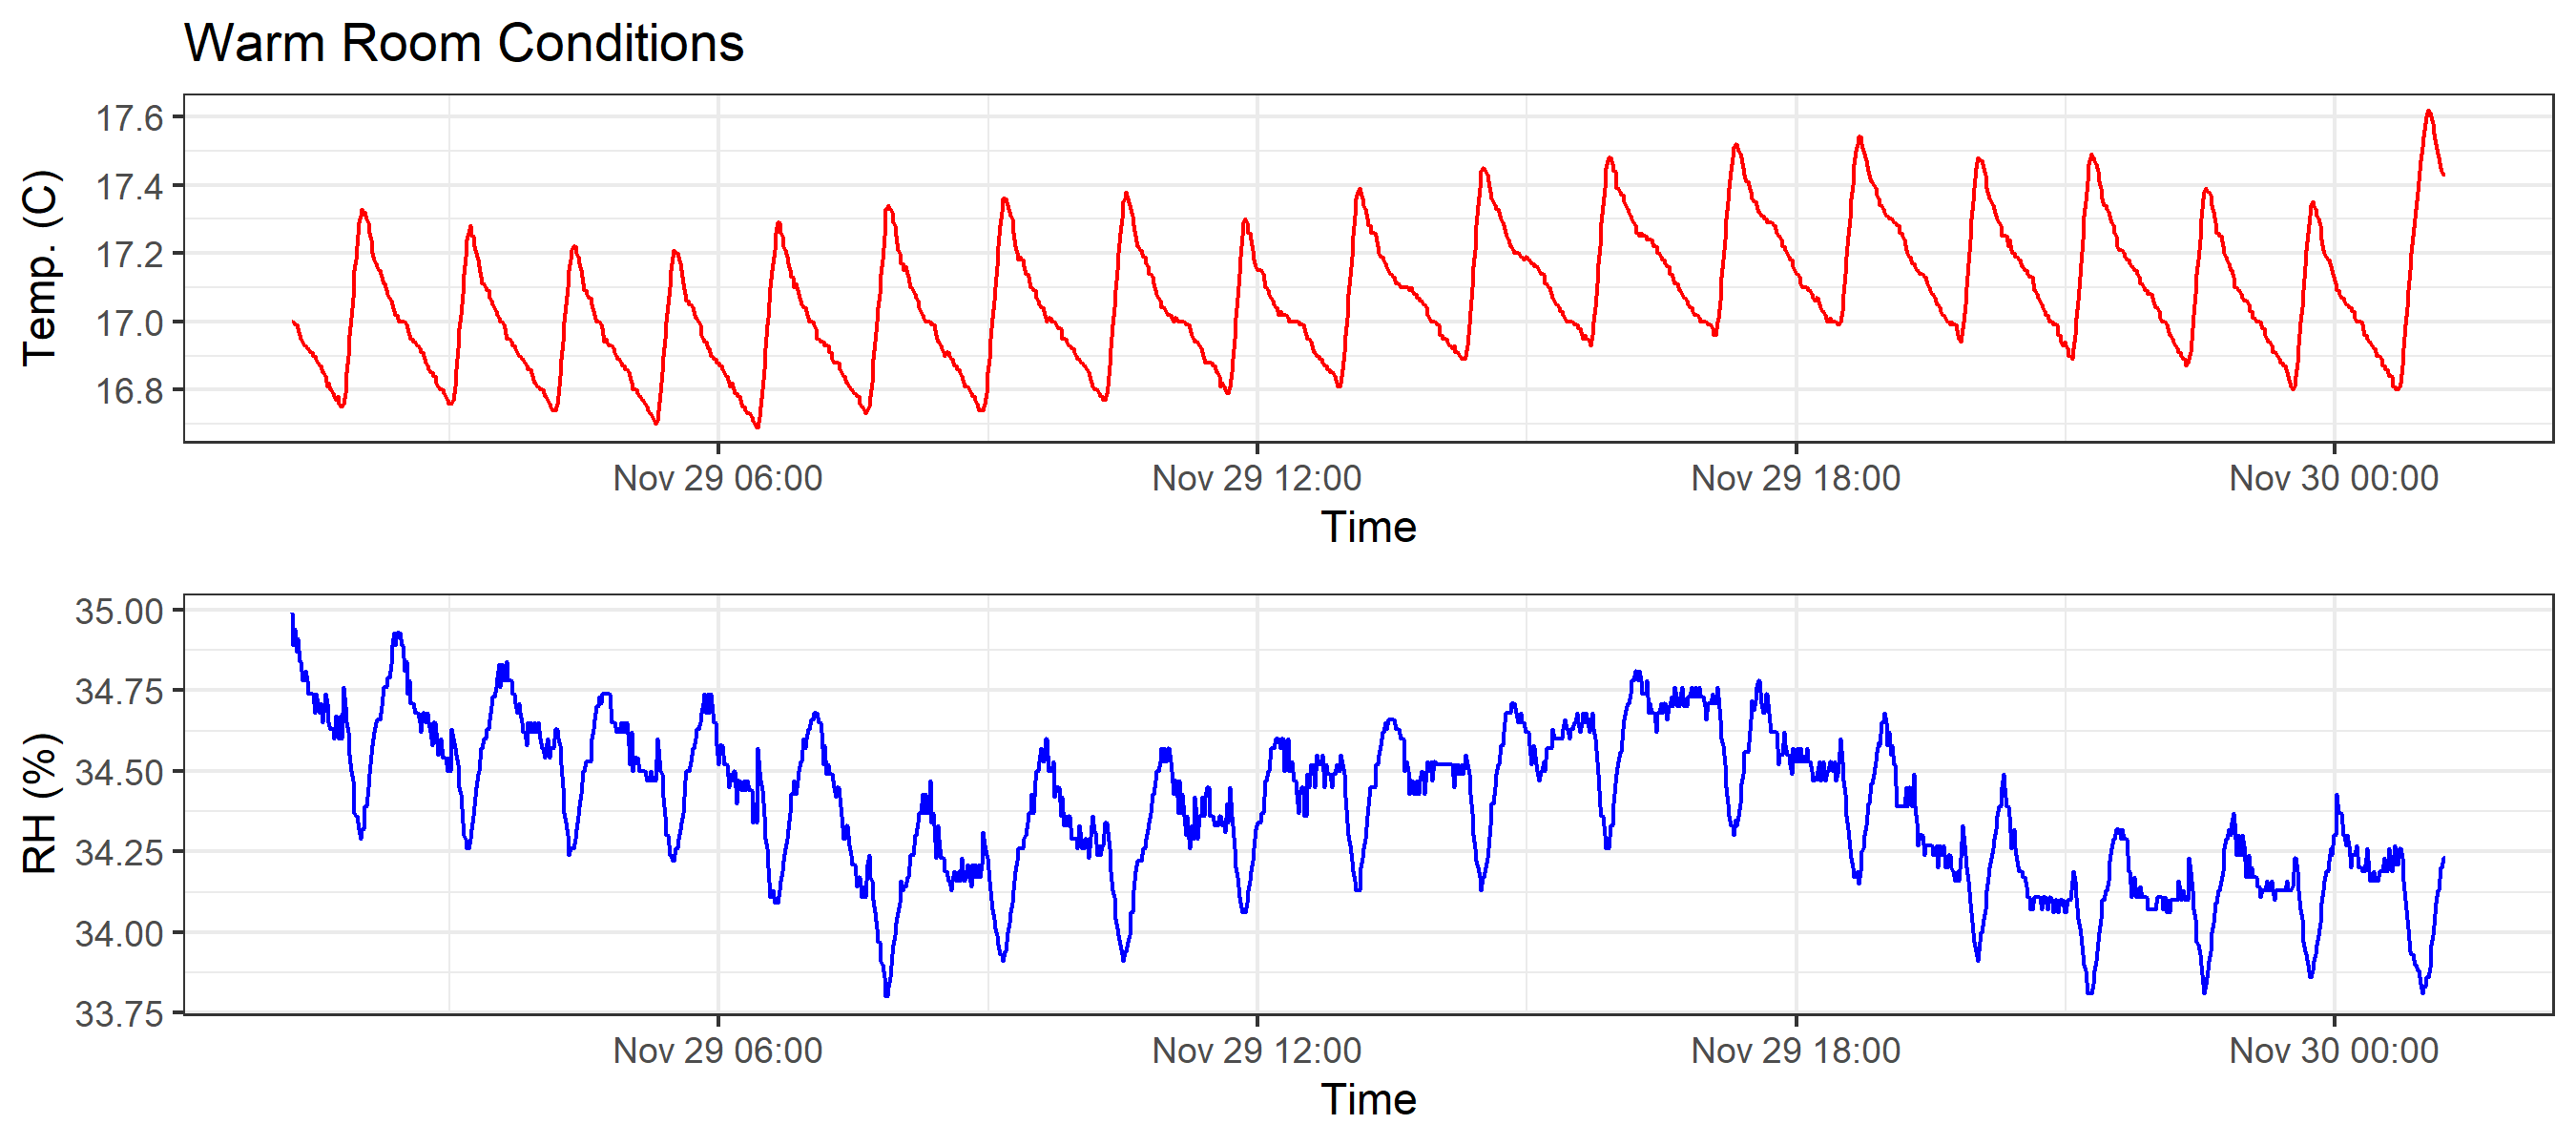 Warm Room Conditions
17.6
17.4
17.2
17.0
16.8
Temp. (C)
Nov 29 06:00 Nov 29 12:00 Nov 29 18:00 Nov 30 00:00
Time
35.00
34.75
34.50
34.25
34.00
33.75
RH (%)
Nov 29 06:00 Nov 29 12:00 Nov 29 18:00 Nov 30 00:00
Time